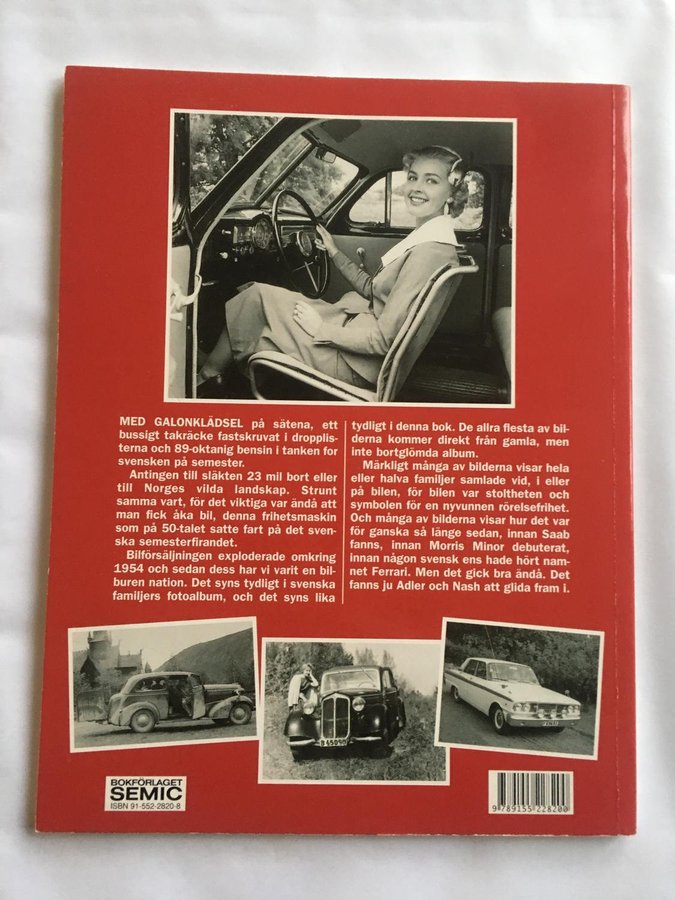 MED GALONKLÄDSEL på sätena, ett
bussigt takräcke fastskruvat i dropplis-
terna och 89-oktanig bensin i tanken for
svensken på semester.
Antingen till släkten 23 mil bort eller
till Norges vilda landskap. Strunt
samma vart, för det viktiga var ändå att
man fick åka bil, denna frihetsmaskin
som på 50-talet satte fart på det sven-
ska semesterfirandet.
Bilförsäljningen exploderade omkring
1954 och sedan dess har vi varit en bil-
buren nation. Det syns tydligt i svenska
familjers fotoalbum, och det syns lika
tydligt i denna bok. De allra flesta av bil-
derna kommer direkt från gamla, men
inte bortglömda album.
Märkligt många av bilderna visar hela
eller halva familjer samlade vid, i eller
på bilen, för bilen var stoltheten och
symbolen för en nyvunnen rörelsefrihet.
Och många av bilderna visar hur det var
för ganska så länge sedan, innan Saab
fanns, innan Morris Minor debuterat,
innan någon svensk ens hade hört nam-
net Ferrari. Men det gick bra ändå. Det
fanns ju Adler och Nash att glida fram i.
BOKFÖRLAGET
SEMIC
ISBN 91-552-2820-8
9 789155 228200